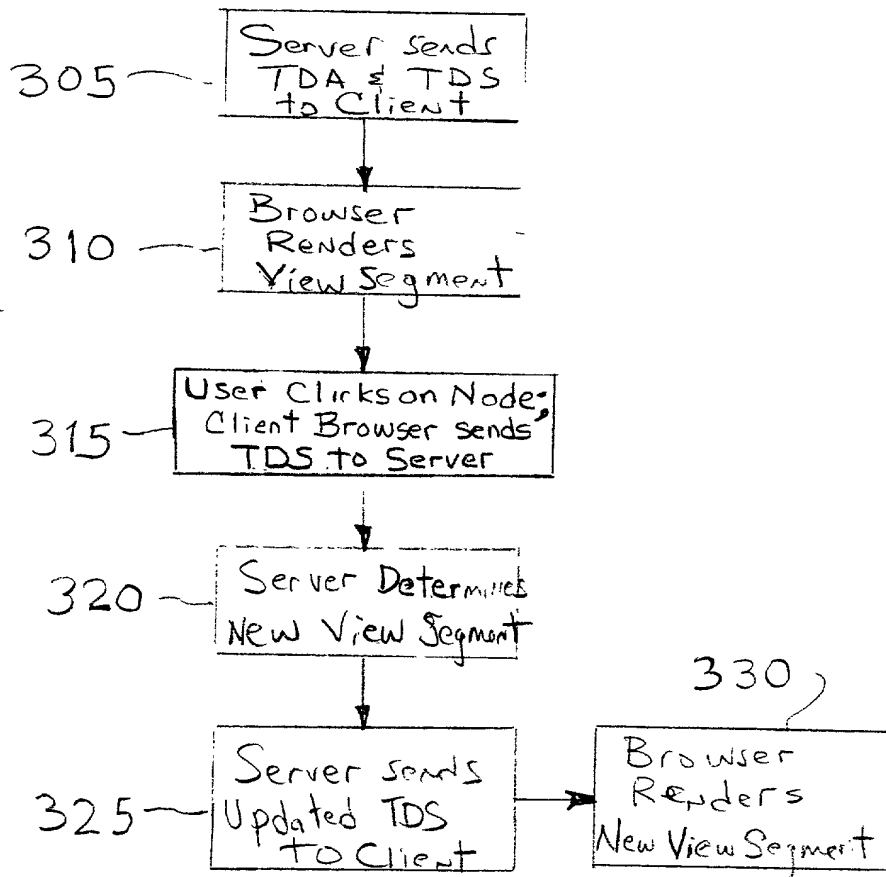 305
Server sends
TDA & TDS
to Client
310
Browser
Renders
View Segment
315
User Clicks on Node;
Client Browser sends
TDS to Server
320
Server Determines
New View Segment
325
Server sends
Updated TDS
To Client
330
Browser
Renders
New View Segment